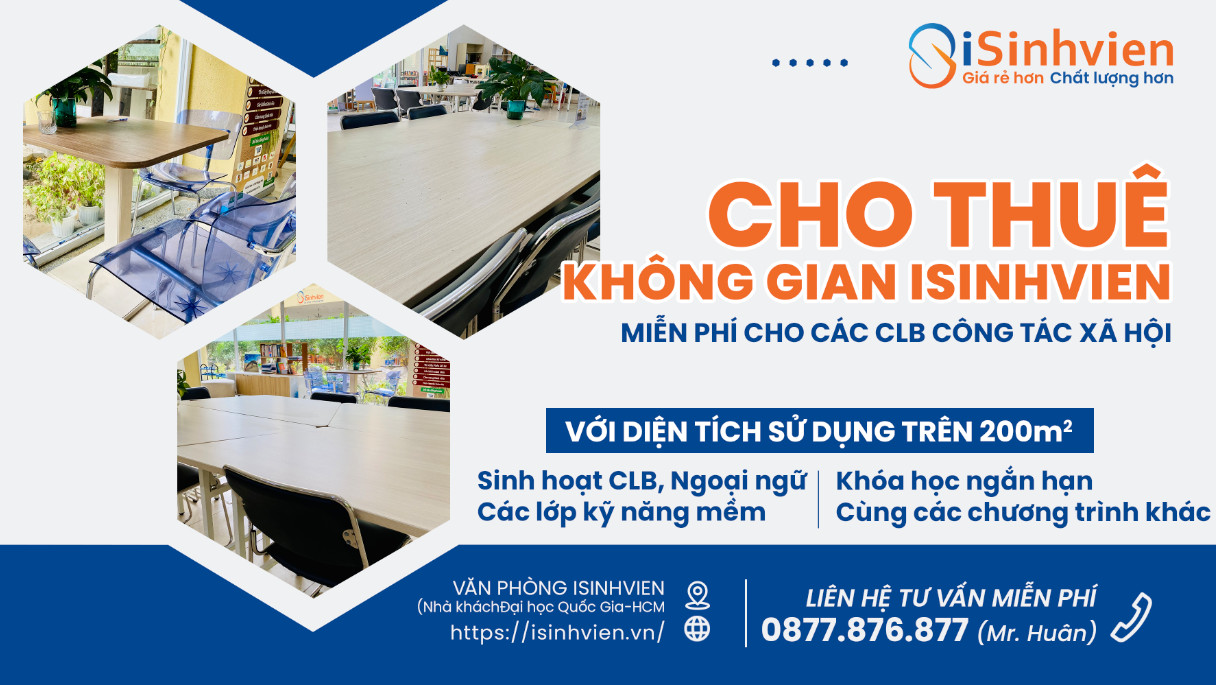 iSinhvien
Giá rẻ hơn Chất lượng hơn
CHO THUÊ
KHÔNG GIAN ISINHVIEN
MIỄN PHÍ CHO CÁC CLB CÔNG TÁC XÃ HỘI
VỚI DIỆN TÍCH SỬ DỤNG TRÊN 200m²
Sinh hoạt CLB, Ngoại ngữ
Các lớp kỹ năng mềm
Khóa học ngắn hạn
Cùng các chương trình khác
VĂN PHÒNG ISINHVIEN
(Nhà kháchĐại học Quốc Gia-HCM
https://isinhvien.vn/
LIÊN HỆ TƯ VẤN MIỄN PHÍ
0877.876.877 (Mr. Huân)
iSinhvien